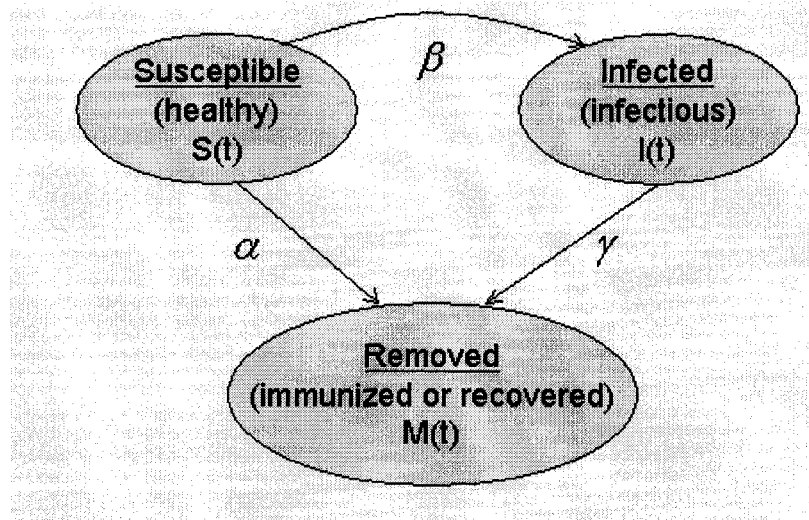 Susceptible
(healthy)
S(t)
β
Infected
(infectious)
I(t)
α
γ
Removed
(immunized or recovered)
M(t)